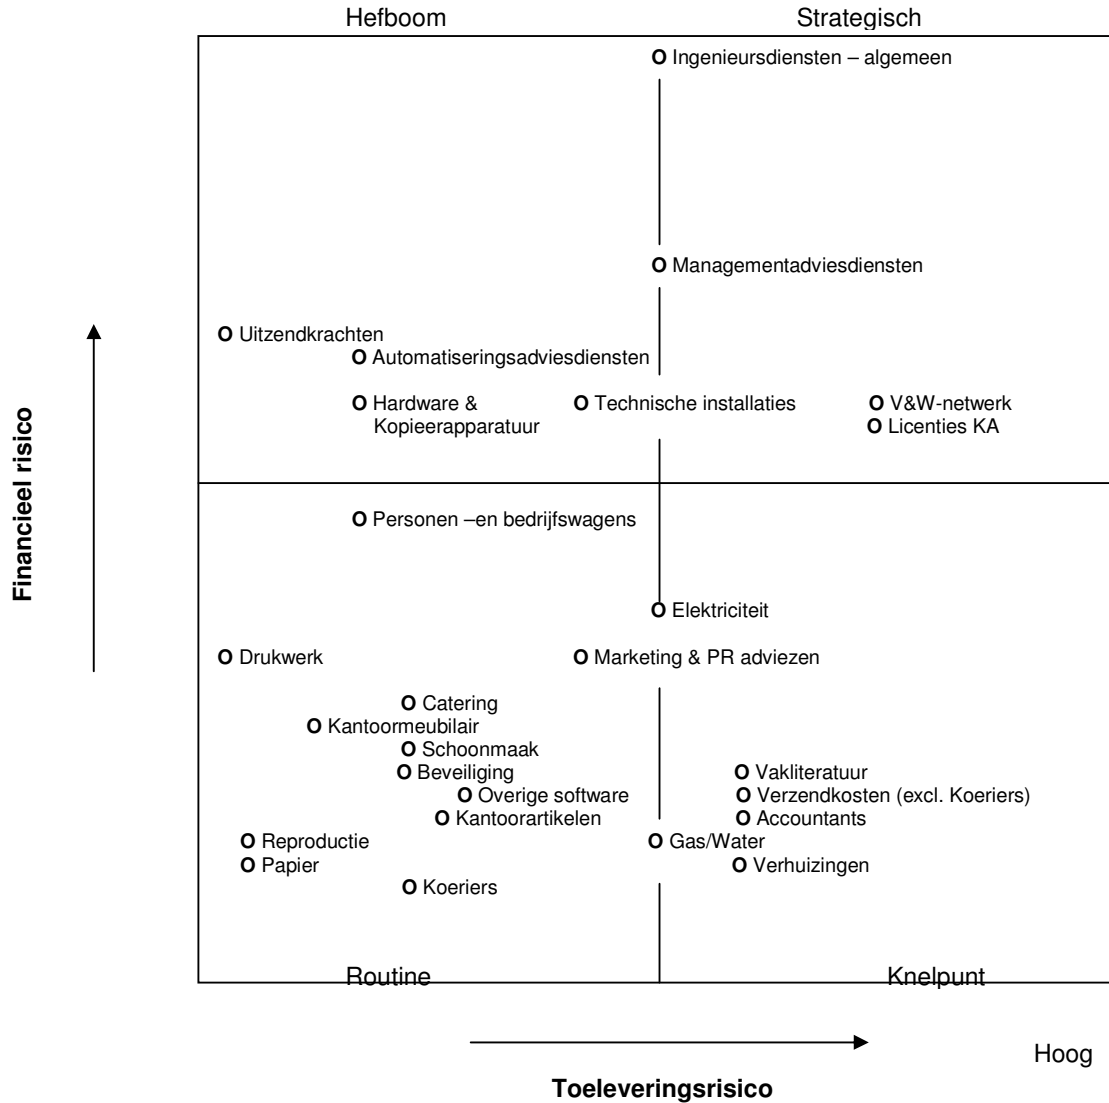 Hefboom
Strategisch
O Ingenieursdiensten – algemeen
O Managementadviesdiensten
O Uitzendkrachten
O Automatiseringsadviesdiensten
O Hardware &
Kopieerapparatuur
O Technische installaties
O V&W-netwerk
O Licenties KA
Financieel risico
O Personen –en bedrijfswagens
O Elektriciteit
O Drukwerk
O Marketing & PR adviezen
O Catering
O Kantoormeubilair
O Schoonmaak
O Beveiliging
O Vakliteratuur
O Overige software
O Verzendkosten (excl. Koeriers)
O Kantoorartikelen
O Accountants
O Reproductie
O Gas/Water
O Papier
O Verhuizingen
O Koeriers
Routine
Knelpunt
Hoog
Toeleveringsrisico